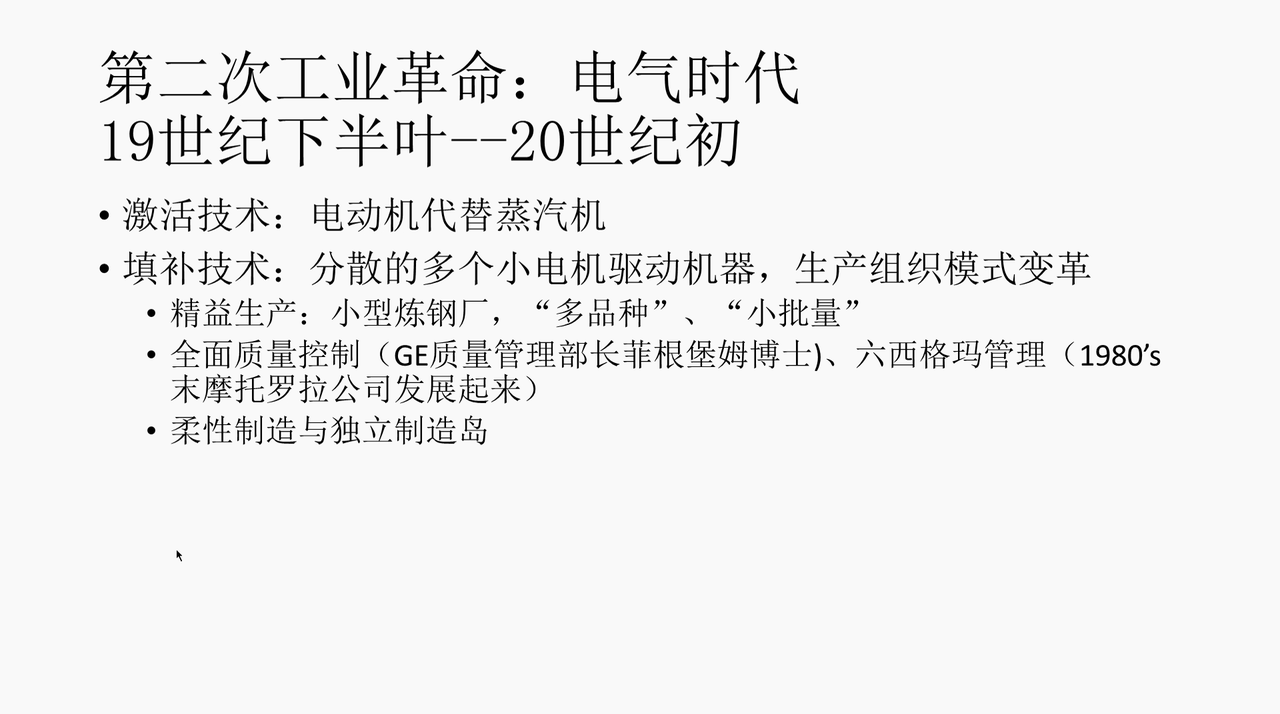 第二次工业革命：电气时代
19世纪下半叶--20世纪初
• 激活技术：电动机代替蒸汽机
• 填补技术：分散的多个小电机驱动机器，生产组织模式变革
• 精益生产：小型炼钢厂，“多品种”、“小批量”
• 全面质量控制（GE质量管理部长菲根堡姆博士)、六西格玛管理（1980’s
末摩托罗拉公司发展起来）
• 柔性制造与独立制造岛